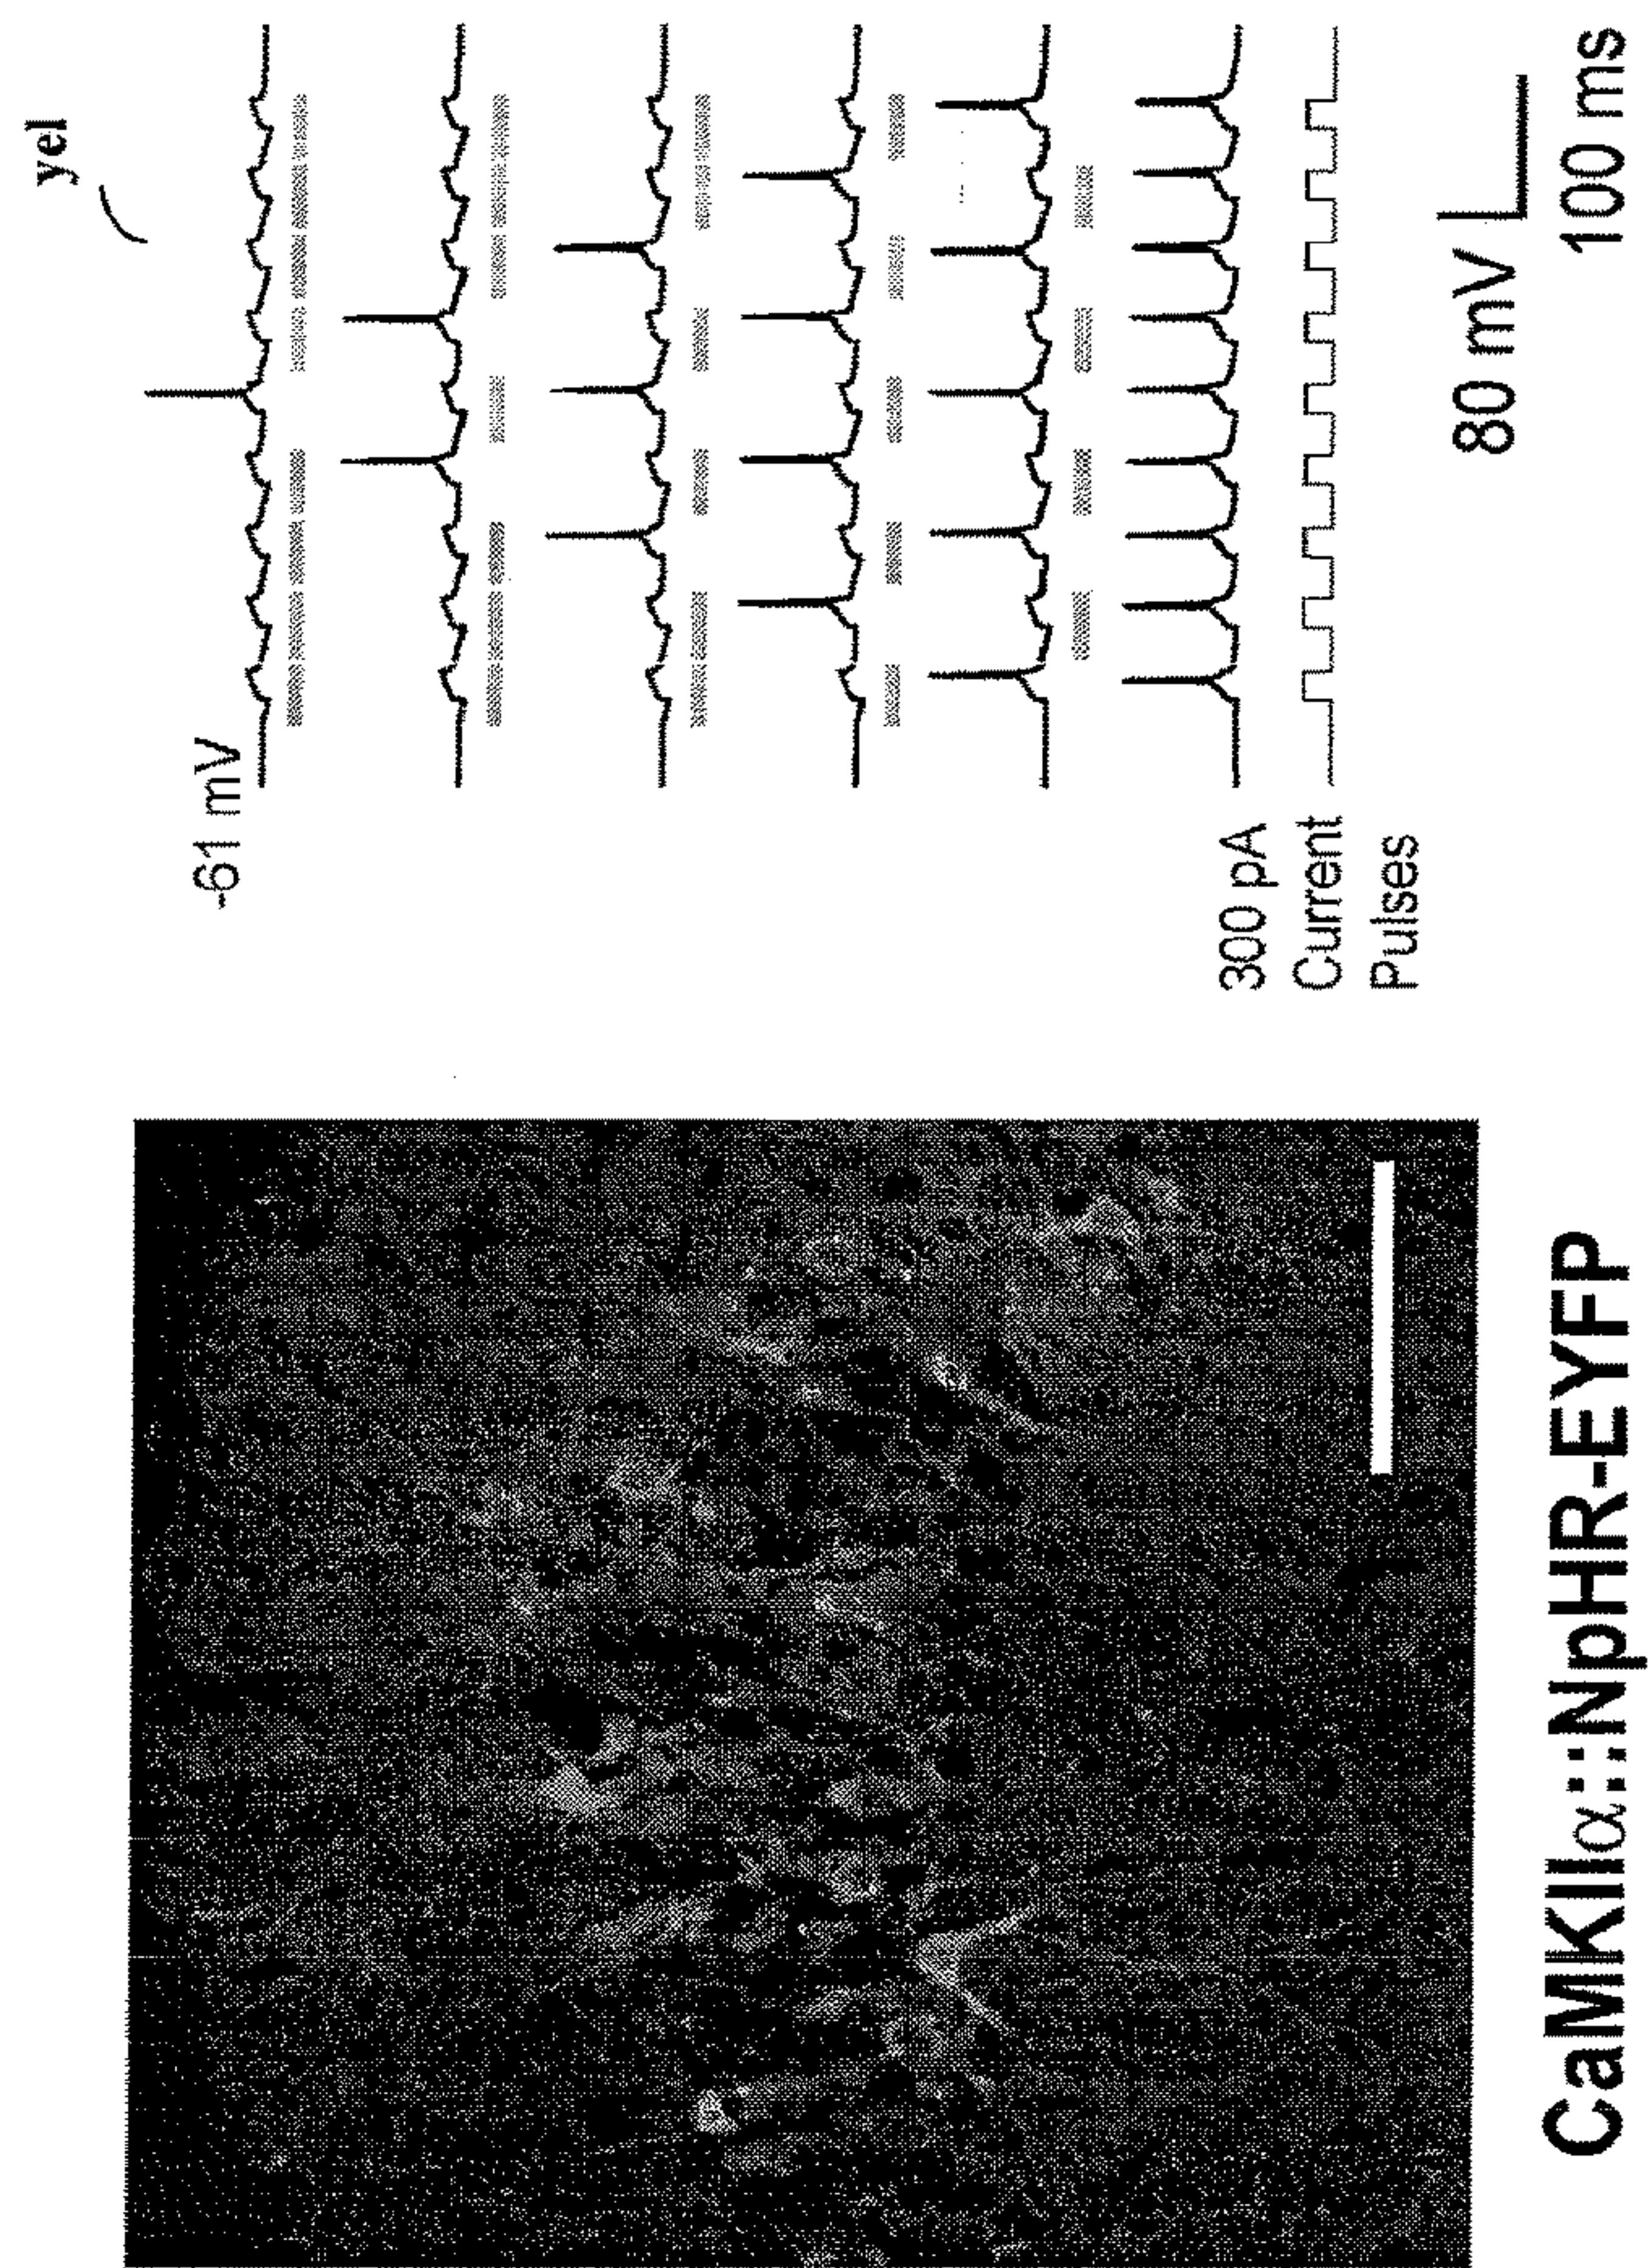 yel
-61 mV
300 pA
Current
Pulses
80 mV
100 ms
CaMKIIα::NpHR-EYFP